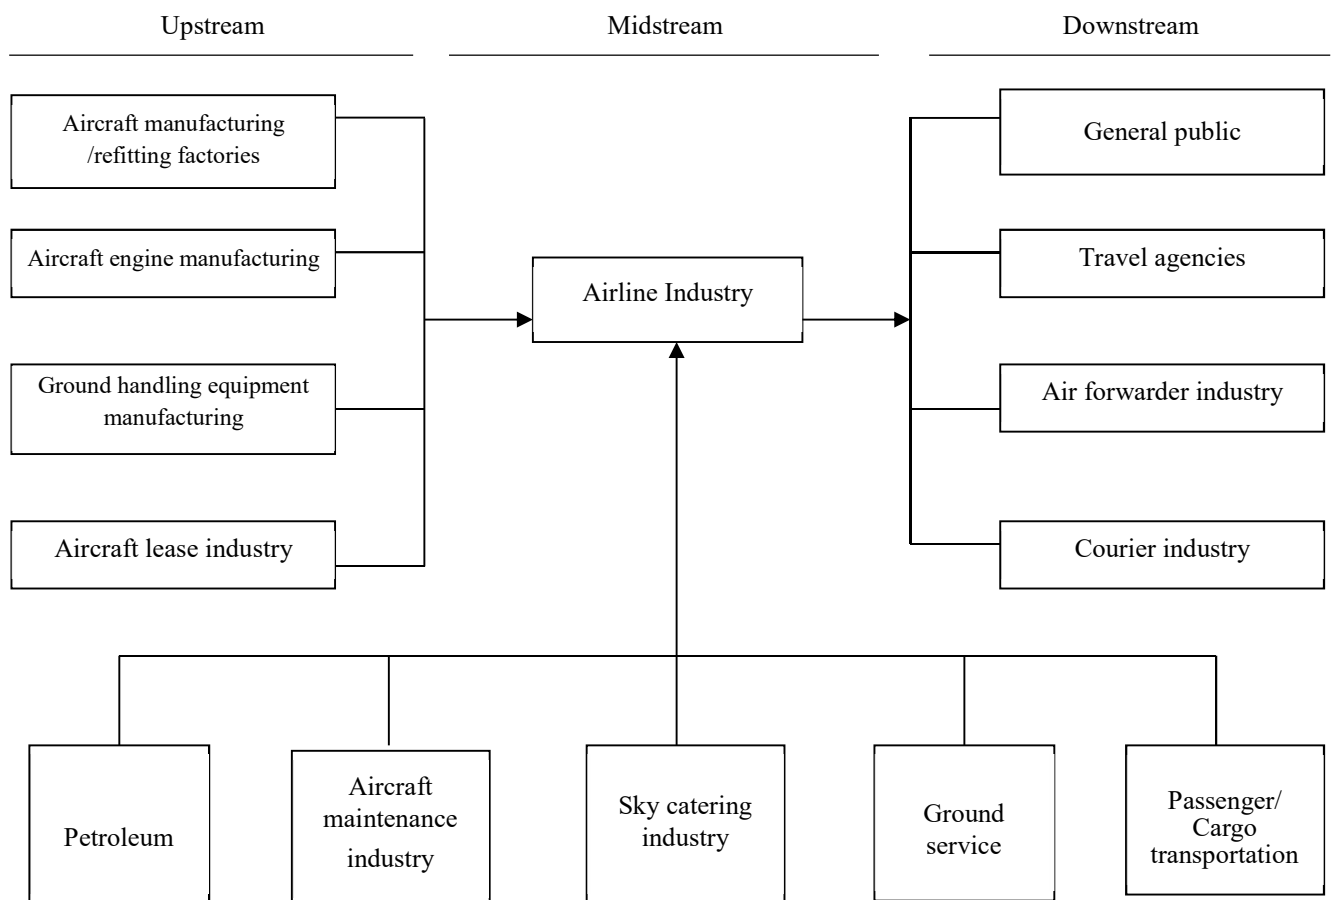 Upstream
Midstream
Downstream
Aircraft manufacturing
/refitting factories
Aircraft engine manufacturing
Ground handling equipment
manufacturing
Aircraft lease industry
Airline Industry
General public
Travel agencies
Air forwarder industry
Courier industry
Petroleum
Aircraft
maintenance
industry
Sky catering
industry
Ground
service
Passenger/
Cargo
transportation